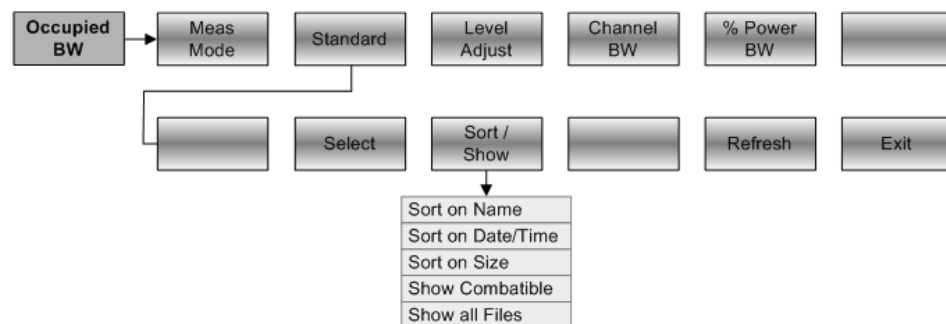 Occupied
BW
Meas
Mode
Standard
Level
Adjust
Channel
BW
% Power
BW
Select
Sort /
Show
Refresh
Exit
Sort on Name
Sort on Date/Time
Sort on Size
Show Combatible
Show all Files